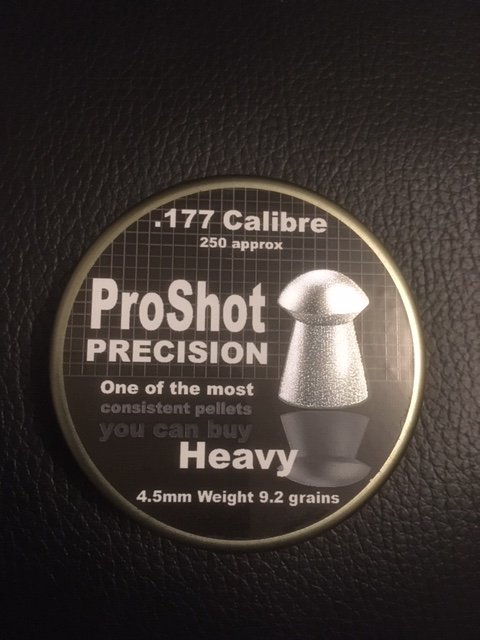 .177 Calibre
250 approx
ProShot
PRECISION
One of the most
consistent pellets
you can buy
Heavy
4.5mm Weight 9.2 grains